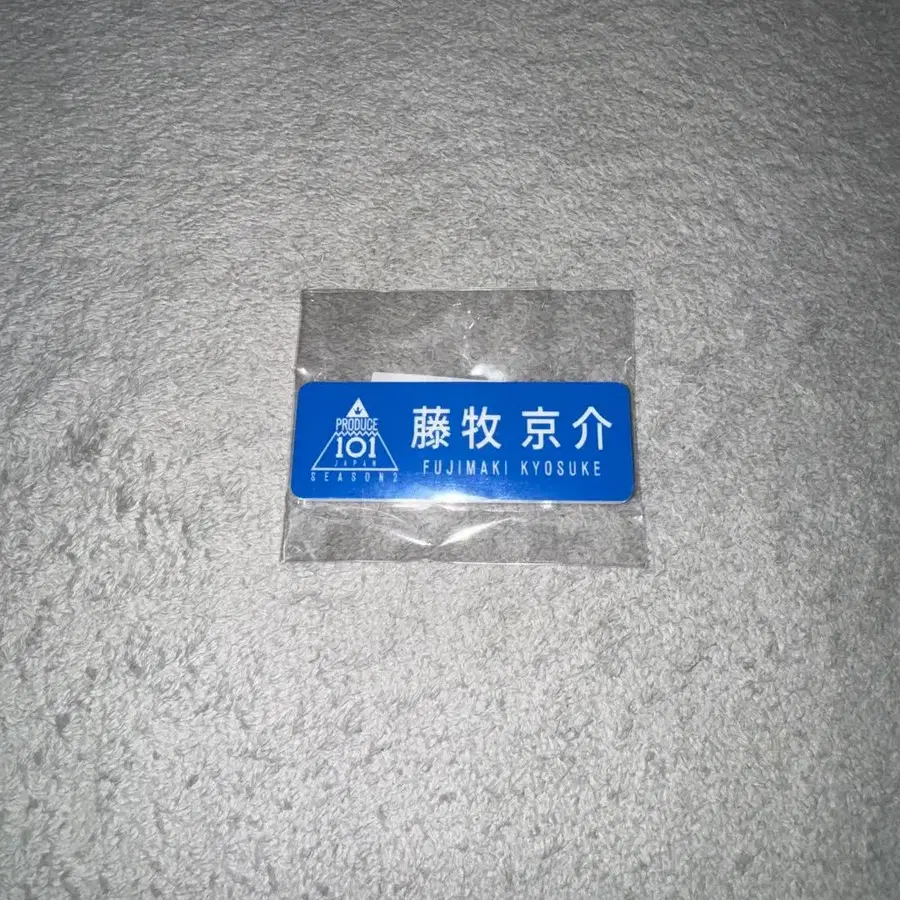 PRODUCE
101
JAPAN
SEASON2
藤牧 京介
FUJIMAKI KYOSUKE